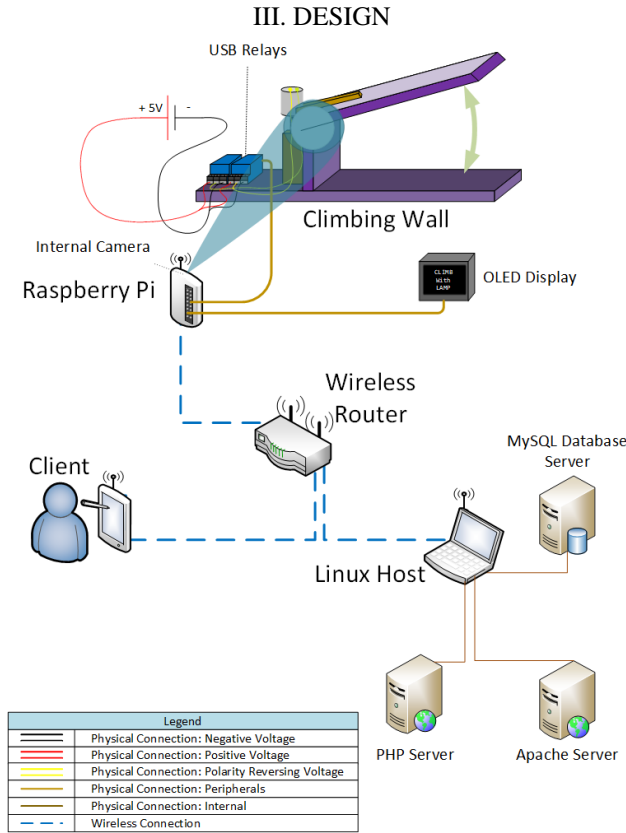 III. DESIGN
USB Relays
+ 5V
-
Climbing Wall
Internal Camera
Raspberry Pi
CLIMB
With
LAMP
OLED Display
Wireless
Router
MySQL Database
Server
Client
Linux Host
PHP Server
Apache Server
Legend
Physical Connection: Negative Voltage
Physical Connection: Positive Voltage
Physical Connection: Polarity Reversing Voltage
Physical Connection: Peripherals
Physical Connection: Internal
Wireless Connection